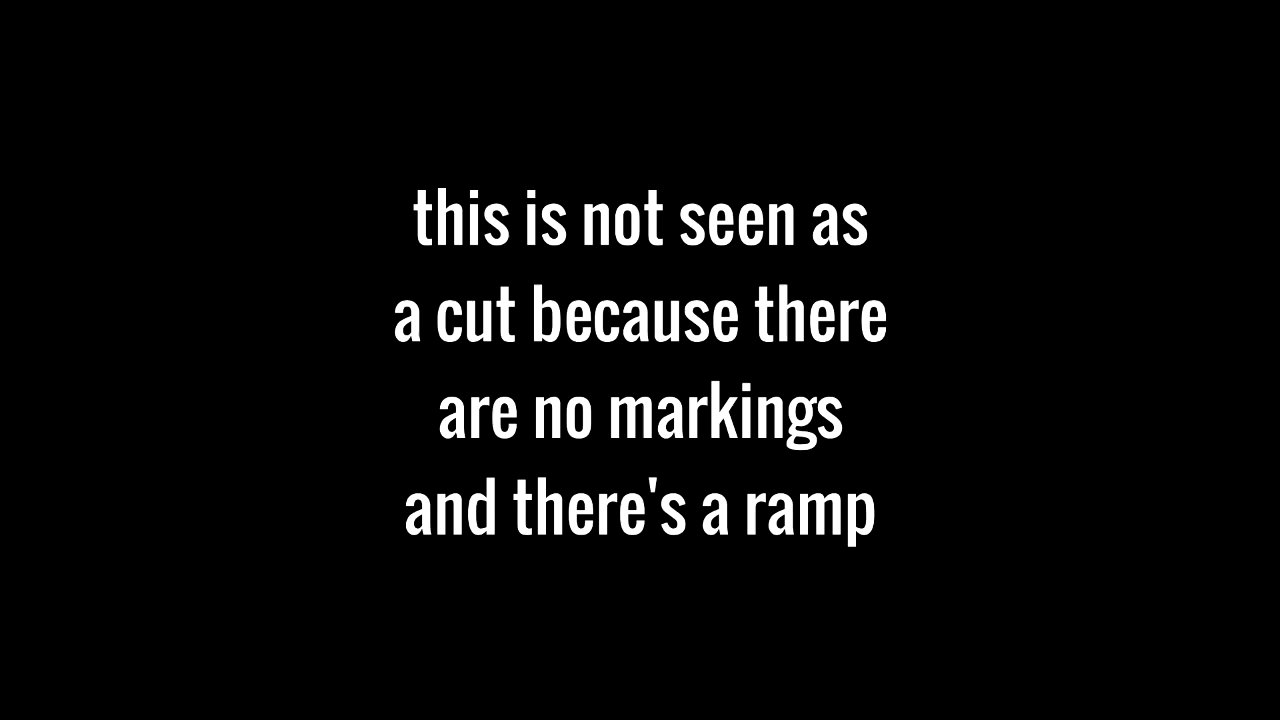 this is not seen as
a cut because there
are no markings
and there's a ramp